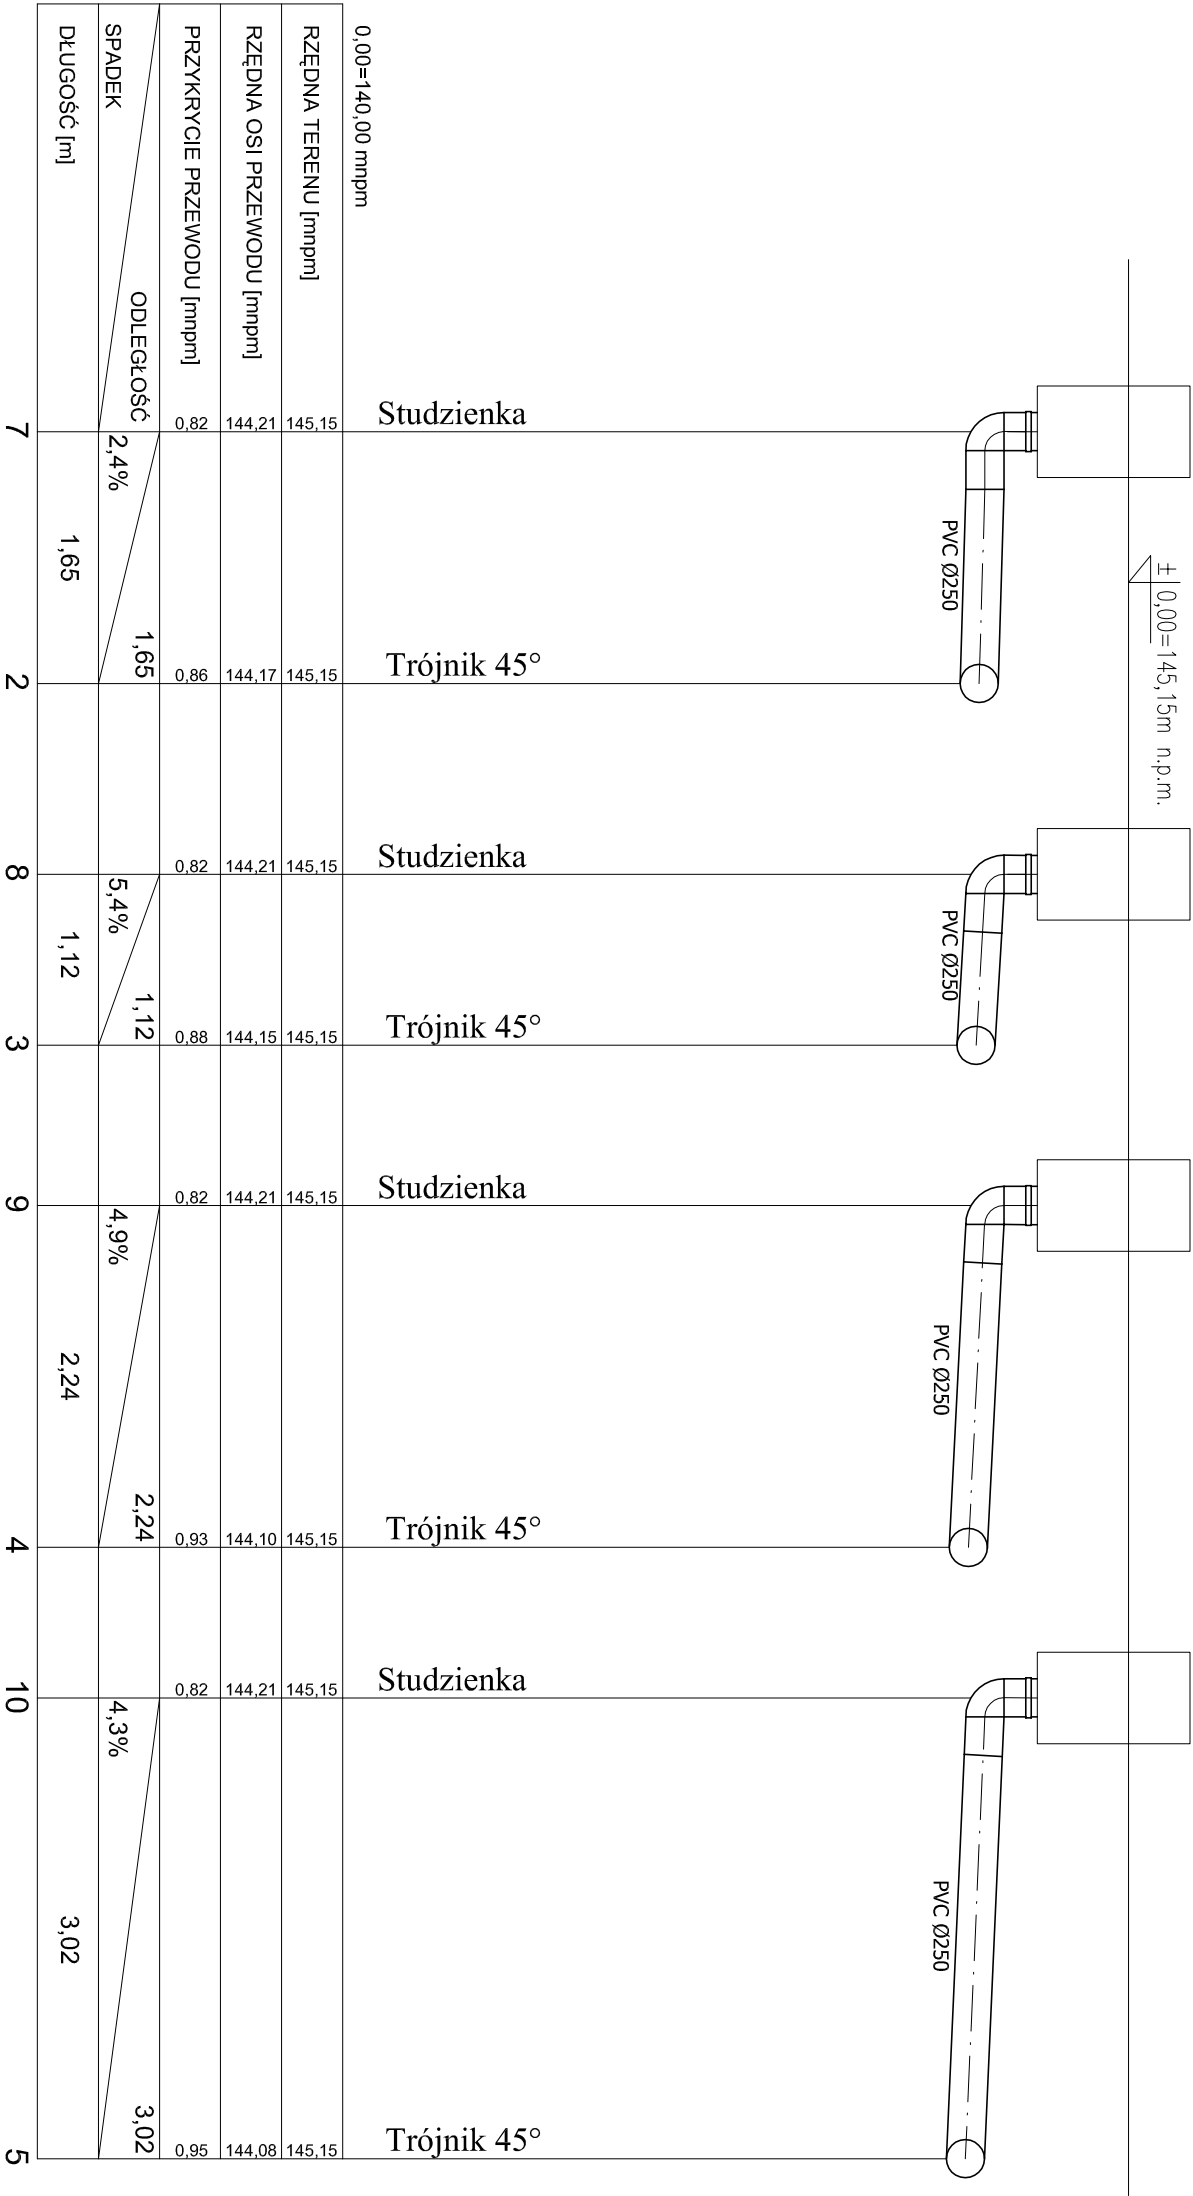 ± 0,00=145,15m n.p.m.
PVC Ø250
PVC Ø250
PVC Ø250
PVC Ø250
Studzienka
Trójnik 45°
Studzienka
Trójnik 45°
Studzienka
Trójnik 45°
Studzienka
Trójnik 45°
0,00=140,00 mnpm
RZĘDNA TERENU [mnpm] 145,15 145,15 145,15 145,15 145,15 145,15 145,15 145,15
RZĘDNA OSI PRZEWODU [mnpm] 144,21 144,17 144,21 144,15 144,21 144,10 144,21 144,08
PRZYKRYCIE PRZEWODU [mnpm] 0,82 0,86 0,82 0,88 0,82 0,93 0,82 0,95
ODLEGŁOŚĆ 1,65 1,12 2,24 3,02
SPADEK 2,4% 5,4% 4,9% 4,3%
DŁUGOŚĆ [m] 1,65 1,12 2,24 3,02
7 2 8 3 9 4 10 5